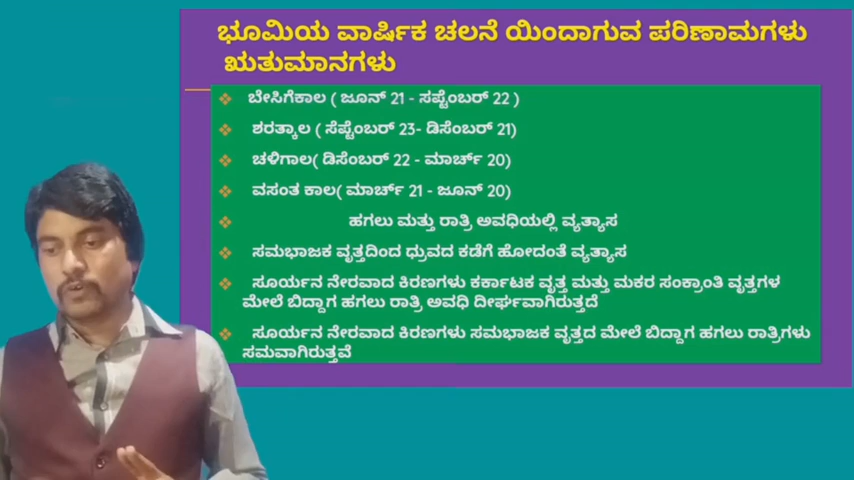 ಭೂಮಿಯ ವಾರ್ಷಿಕ ಚಲನೆ ಯಿಂದಾಗುವ ಪರಿಣಾಮಗಳು
ಋತುಮಾನಗಳು
ಬೇಸಿಗೆಕಾಲ ( ಜೂನ್ 21 - ಸಪ್ಟೆಂಬರ್ 22 )
ಶರತ್ಕಾಲ ( ಸೆಪ್ಟೆಂಬರ್ 23- ಡಿಸೆಂಬರ್ 21)
ಚಳಿಗಾಲ( ಡಿಸೆಂಬರ್ 22 - ಮಾರ್ಚ್ 20)
ವಸಂತ ಕಾಲ( ಮಾರ್ಚ್ 21 - ಜೂನ್ 20)
ಹಗಲು ಮತ್ತು ರಾತ್ರಿ ಅವಧಿಯಲ್ಲಿ ವ್ಯತ್ಯಾಸ
ಸಮಭಾಜಕ ವೃತ್ತದಿಂದ ಧ್ರುವದ ಕಡೆಗೆ ಹೋದಂತೆ ವ್ಯತ್ಯಾಸ
ಸೂರ್ಯನ ನೇರವಾದ ಕಿರಣಗಳು ಕರ್ಕಾಟಕ ವೃತ್ತ ಮತ್ತು ಮಕರ ಸಂಕ್ರಾಂತಿ ವೃತ್ತಗಳ
ಮೇಲೆ ಬಿದ್ದಾಗ ಹಗಲು ರಾತ್ರಿ ಅವಧಿ ದೀರ್ಘವಾಗಿರುತ್ತದೆ
ಸೂರ್ಯನ ನೇರವಾದ ಕಿರಣಗಳು ಸಮಭಾಜಕ ವೃತ್ತದ ಮೇಲೆ ಬಿದ್ದಾಗ ಹಗಲು ರಾತ್ರಿಗಳು
ಸಮವಾಗಿರುತ್ತವೆ